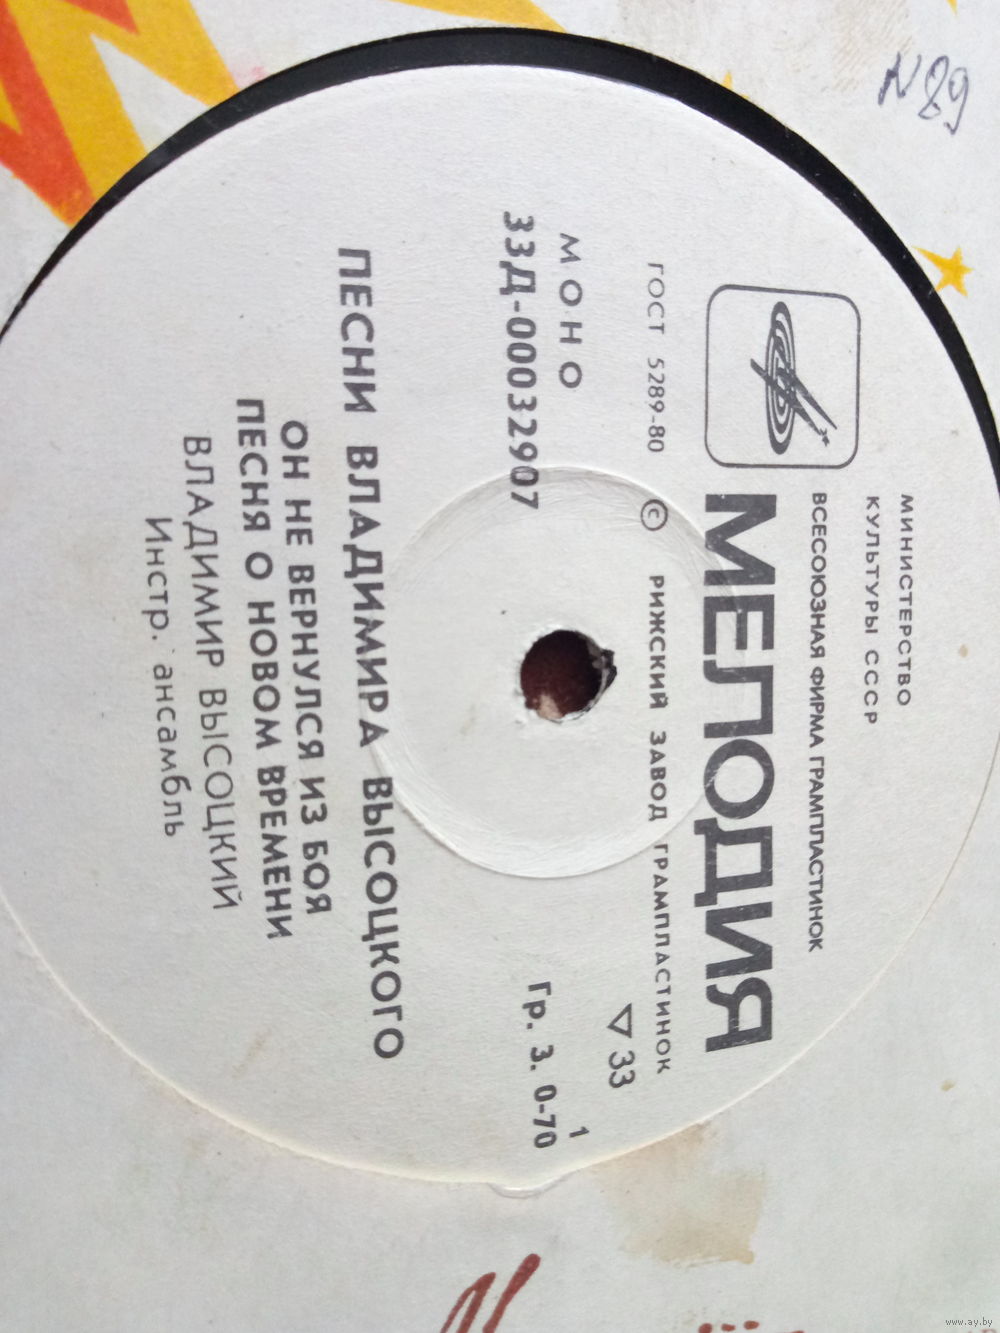 N 89
МИНИСТЕРСТВО
КУЛЬТУРЫ СССР
ВСЕСОЮЗНАЯ ФИРМА ГРАМПЛАСТИНОК
МЕЛОДИЯ
ГОСТ 5289-80 © РИЖСКИЙ ЗАВОД ГРАМПЛАСТИНОК
МОНО ▽ 33
1
33Д-00032907 Гр. 3. 0-70
ПЕСНИ ВЛАДИМИРА ВЫСОЦКОГО
ОН НЕ ВЕРНУЛСЯ ИЗ БОЯ
ПЕСНЯ О НОВОМ ВРЕМЕНИ
ВЛАДИМИР ВЫСОЦКИЙ
Инстр. ансамбль
www.ay.by